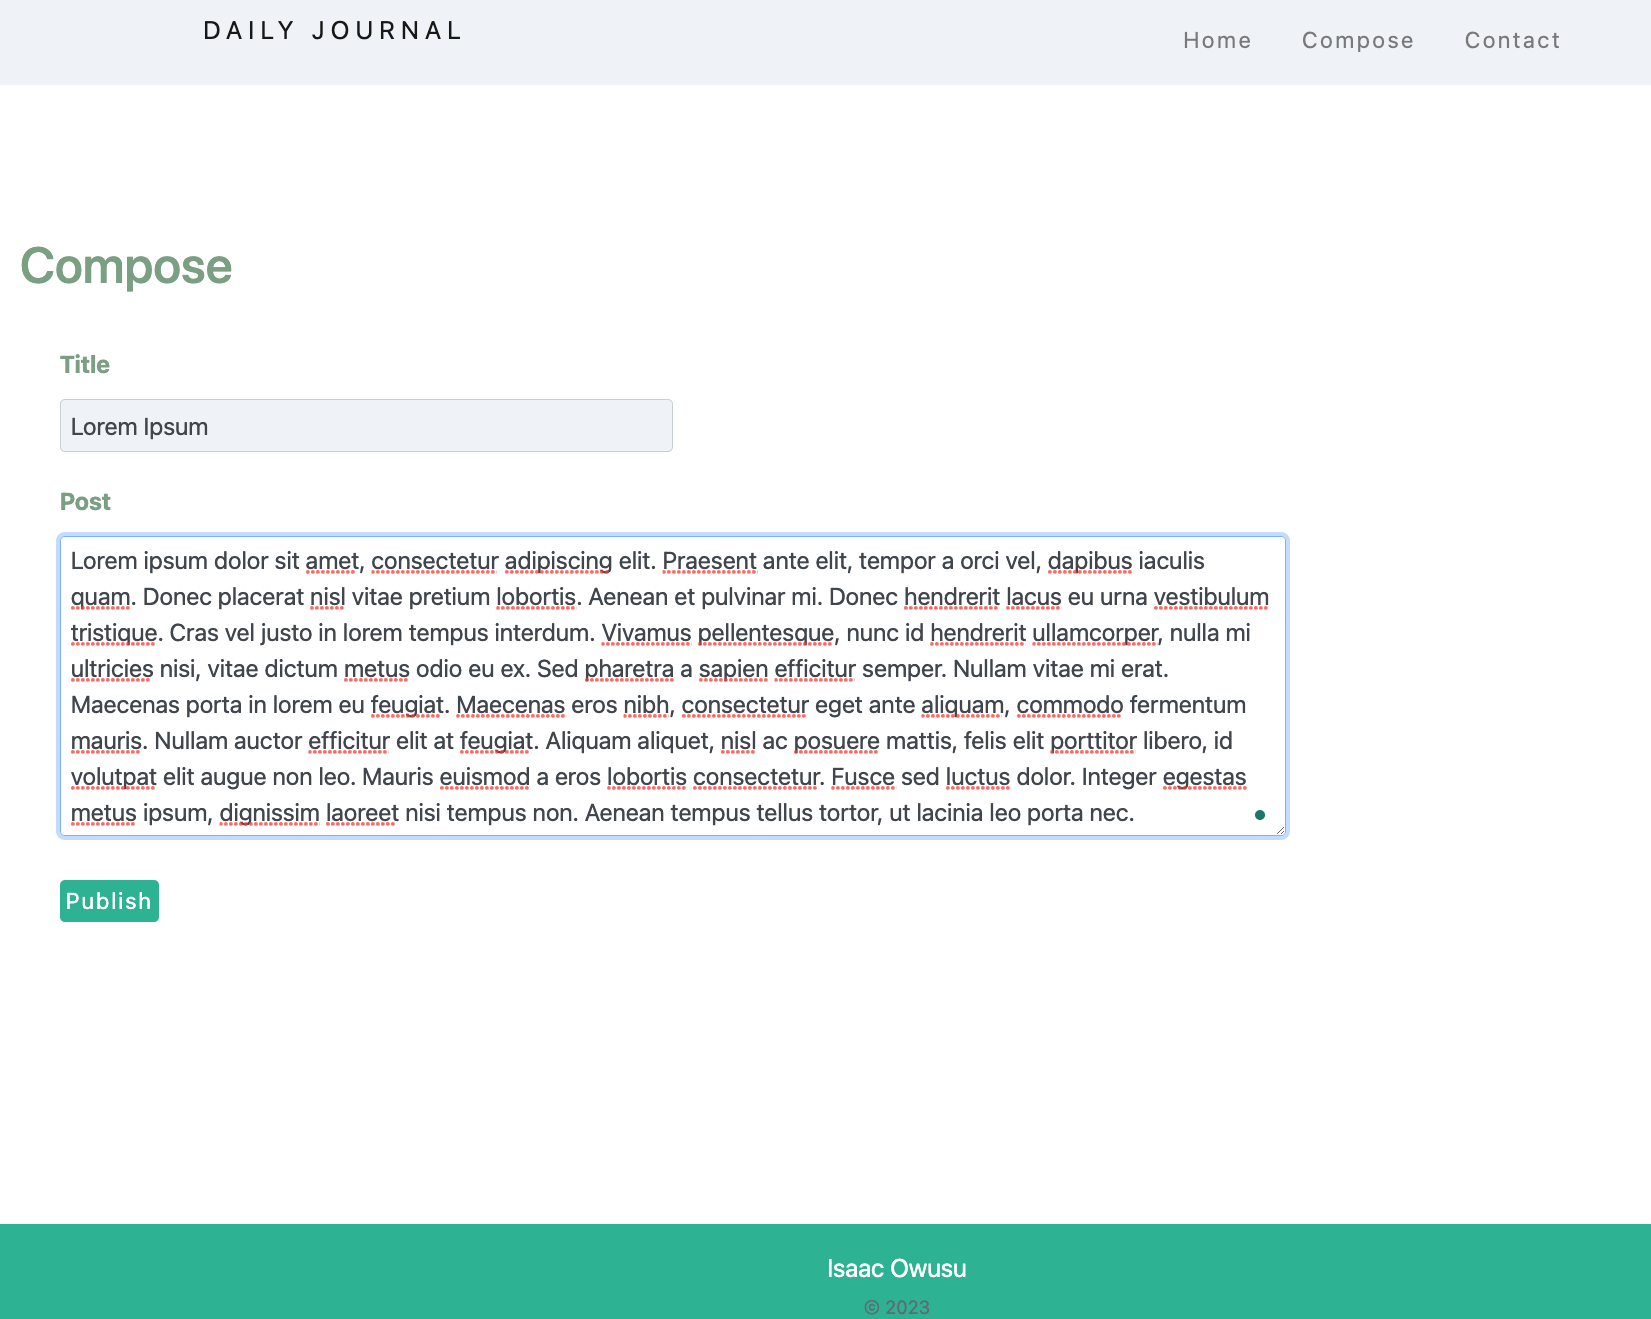 DAILY JOURNAL
Home Compose Contact
Compose
Title
Lorem Ipsum
Post
Lorem ipsum dolor sit amet, consectetur adipiscing elit. Praesent ante elit, tempor a orci vel, dapibus iaculis
quam. Donec placerat nisl vitae pretium lobortis. Aenean et pulvinar mi. Donec hendrerit lacus eu urna vestibulum
tristique. Cras vel justo in lorem tempus interdum. Vivamus pellentesque, nunc id hendrerit ullamcorper, nulla mi
ultricies nisi, vitae dictum metus odio eu ex. Sed pharetra a sapien efficitur semper. Nullam vitae mi erat.
Maecenas porta in lorem eu feugiat. Maecenas eros nibh, consectetur eget ante aliquam, commodo fermentum
mauris. Nullam auctor efficitur elit at feugiat. Aliquam aliquet, nisl ac posuere mattis, felis elit porttitor libero, id
volutpat elit augue non leo. Mauris euismod a eros lobortis consectetur. Fusce sed luctus dolor. Integer egestas
metus ipsum, dignissim laoreet nisi tempus non. Aenean tempus tellus tortor, ut lacinia leo porta nec.
Publish
Isaac Owusu
© 2023